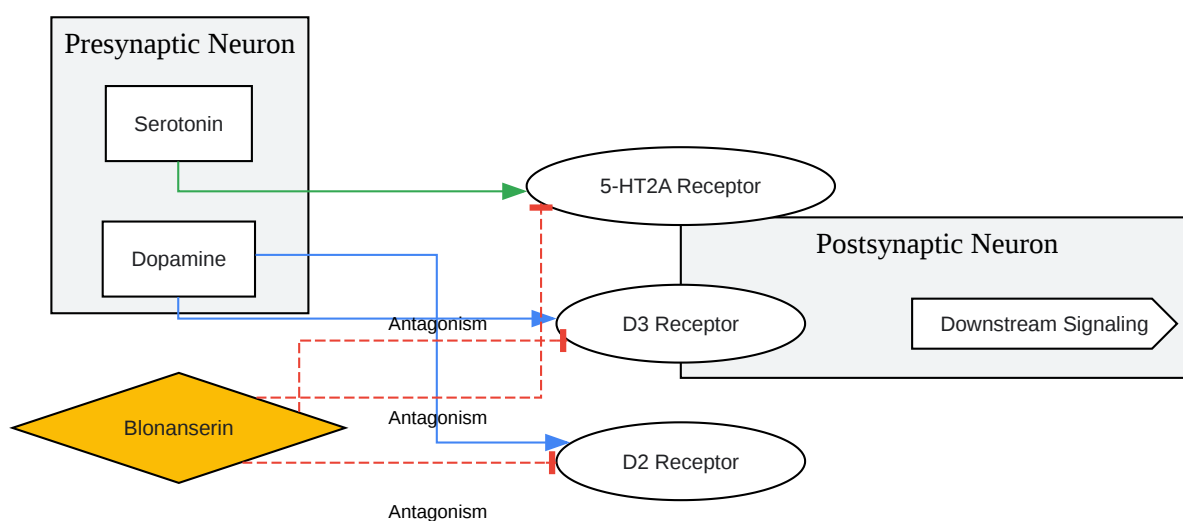 Presynaptic Neuron
Serotonin
5-HT2A Receptor
Dopamine
Postsynaptic Neuron
Antagonism
D3 Receptor
Downstream Signaling
Blonanserin
Antagonism
D2 Receptor
Antagonism